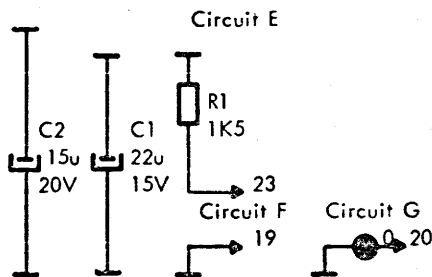 Circuit E
R1
1K5
C2
15u
20V
C1
22u
15V
23
Circuit F
19
Circuit G
0 20